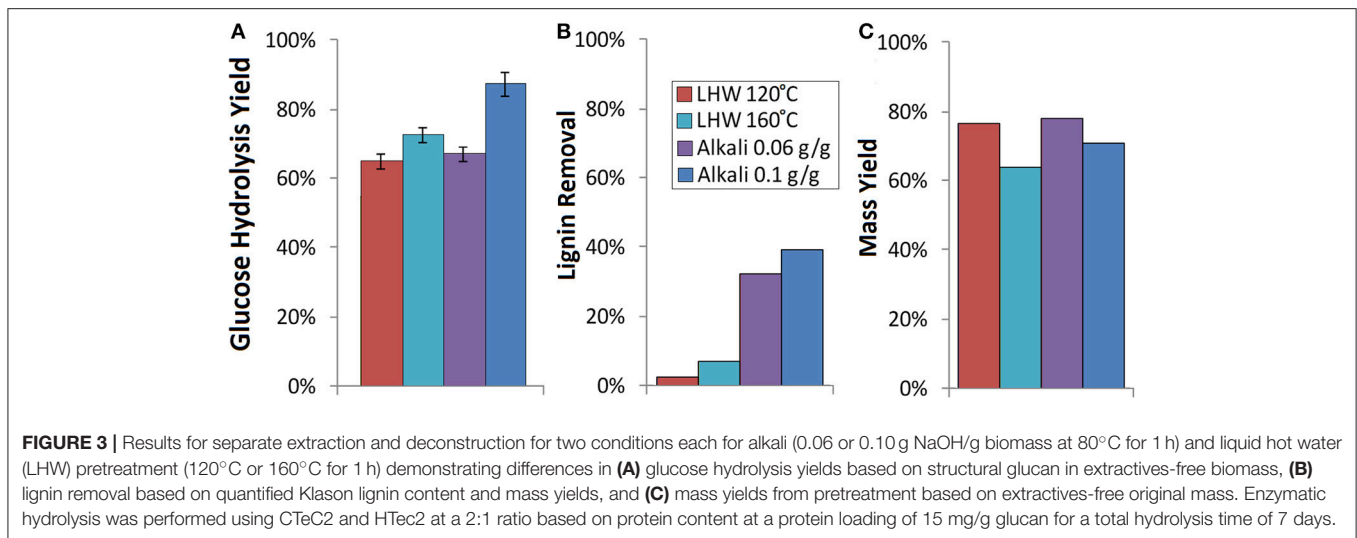 A
Glucose Hydrolysis Yield
100%
80%
60%
40%
20%
0%
B
Lignin Removal
100%
80%
60%
40%
20%
0%
LHW 120°C
LHW 160°C
Alkali 0.06 g/g
Alkali 0.1 g/g
C
Mass Yield
100%
80%
60%
40%
20%
0%
FIGURE 3 | Results for separate extraction and deconstruction for two conditions each for alkali (0.06 or 0.10 g NaOH/g biomass at 80°C for 1 h) and liquid hot water
(LHW) pretreatment (120°C or 160°C for 1 h) demonstrating differences in (A) glucose hydrolysis yields based on structural glucan in extractives-free biomass, (B)
lignin removal based on quantified Klason lignin content and mass yields, and (C) mass yields from pretreatment based on extractives-free original mass. Enzymatic
hydrolysis was performed using CTeC2 and HTec2 at a 2:1 ratio based on protein content at a protein loading of 15 mg/g glucan for a total hydrolysis time of 7 days.